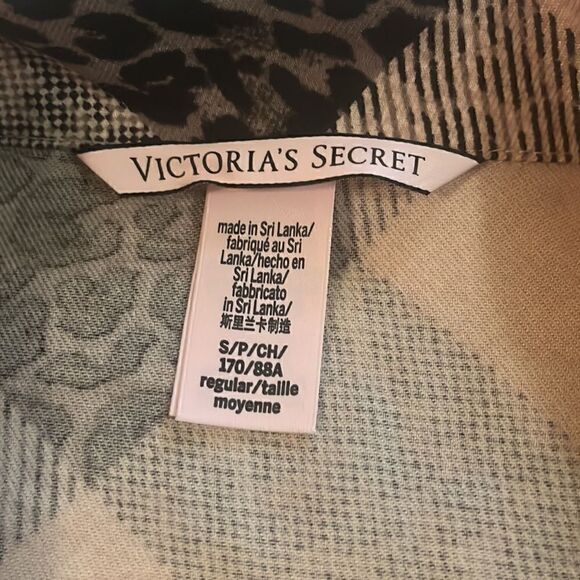 VICTORIA'S SECRET
made in Sri Lanka/
fabriqué au Sri
Lanka/hecho en
Sri Lanka/
fabbricato
in Sri Lanka/
斯里兰卡制造
S/P/CH/
170/88A
regular/taille
moyenne